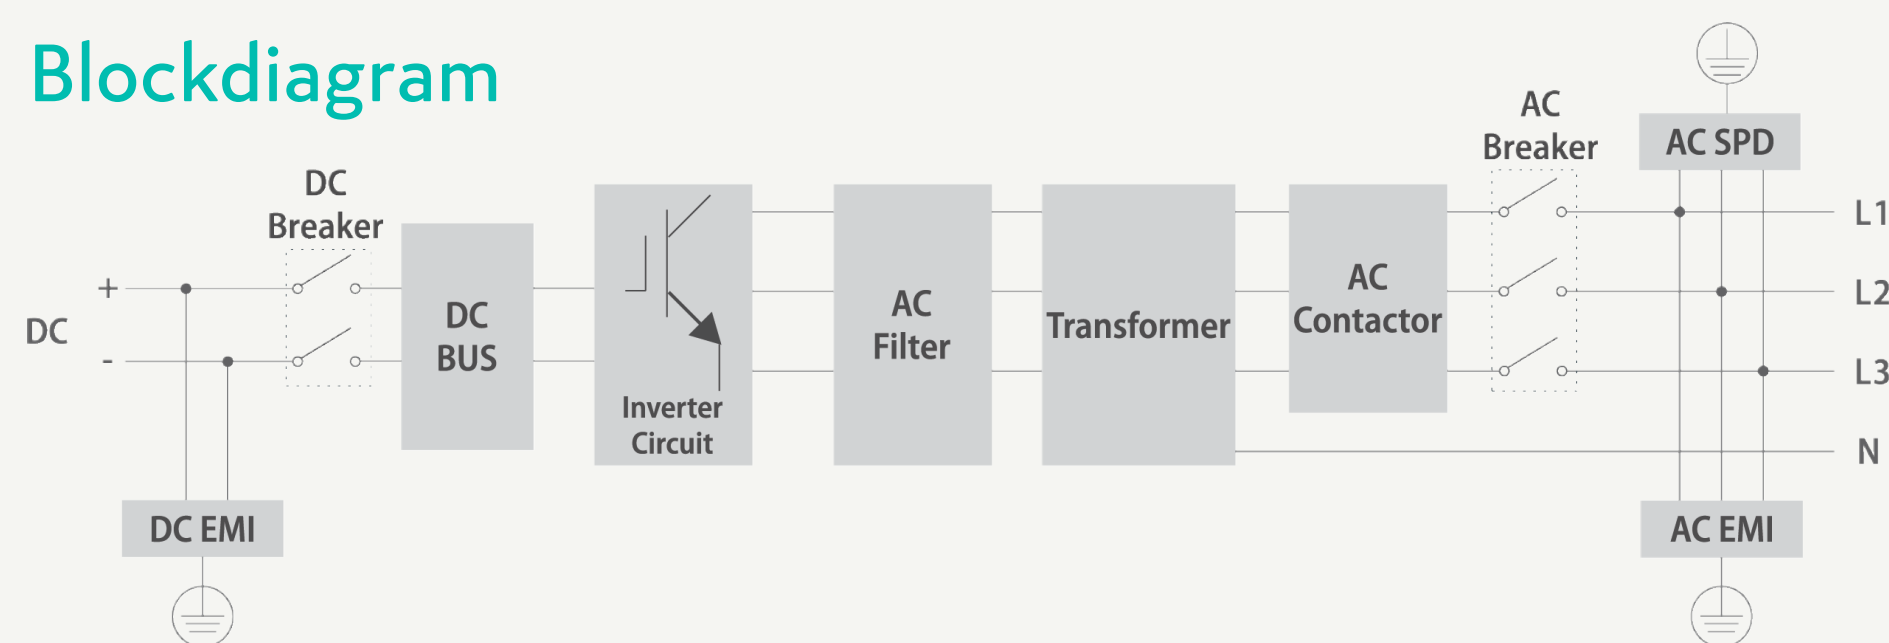 Blockdiagram
DC
Breaker
+
DC
-
DC
BUS
Inverter
Circuit
AC
Filter
Transformer
AC
Contactor
AC
Breaker
AC SPD
L1
L2
L3
N
DC EMI
AC EMI